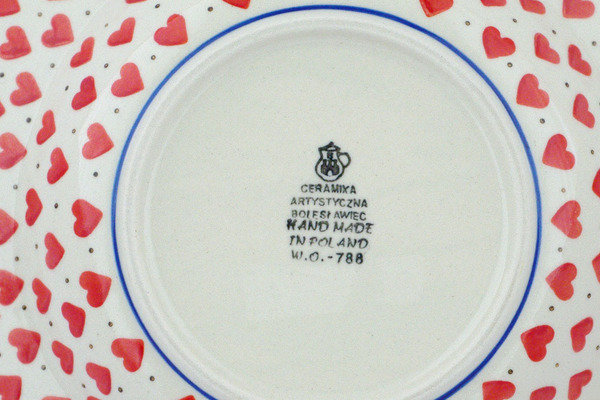 CERAMIKA
ARTYSTYCZNA
BOLESŁAWIEC
HAND MADE
IN POLAND
W.O.-788